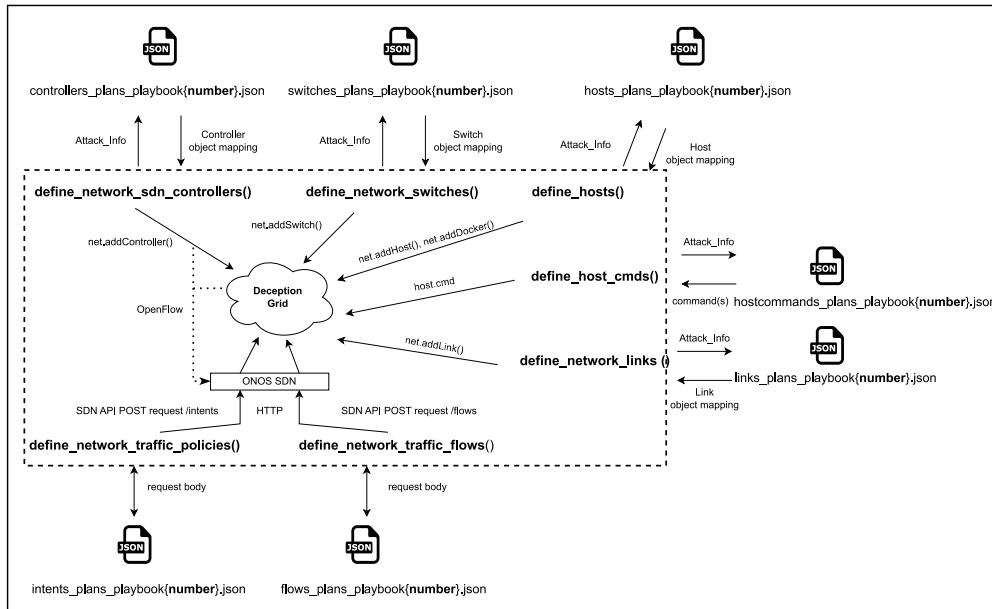 JSON
JSON
JSON
controllers_plans_playbook{number}.json
switches_plans_playbook{number}.json
hosts_plans_playbook{number}.json
Attack_Info
Controller
object mapping
Attack_Info
Switch
object mapping
Attack_Info
Host
object mapping
define_network_sdn_controllers()
define_network_switches()
define_hosts()
net.addController()
net.addSwitch()
net.addHost(), net.addDocker()
Attack_Info
JSON
define_host_cmds()
host.cmd
command(s)
hostcommands_plans_playbook{number}.json
Deception
Grid
OpenFlow
net.addLink()
Attack_Info
JSON
define_network_links ()
links_plans_playbook{number}.json
Link
object mapping
ONOS SDN
SDN API POST request /intents
HTTP
SDN API POST request /flows
define_network_traffic_policies()
define_network_traffic_flows()
request body
request body
JSON
JSON
intents_plans_playbook{number}.json
flows_plans_playbook{number}.json